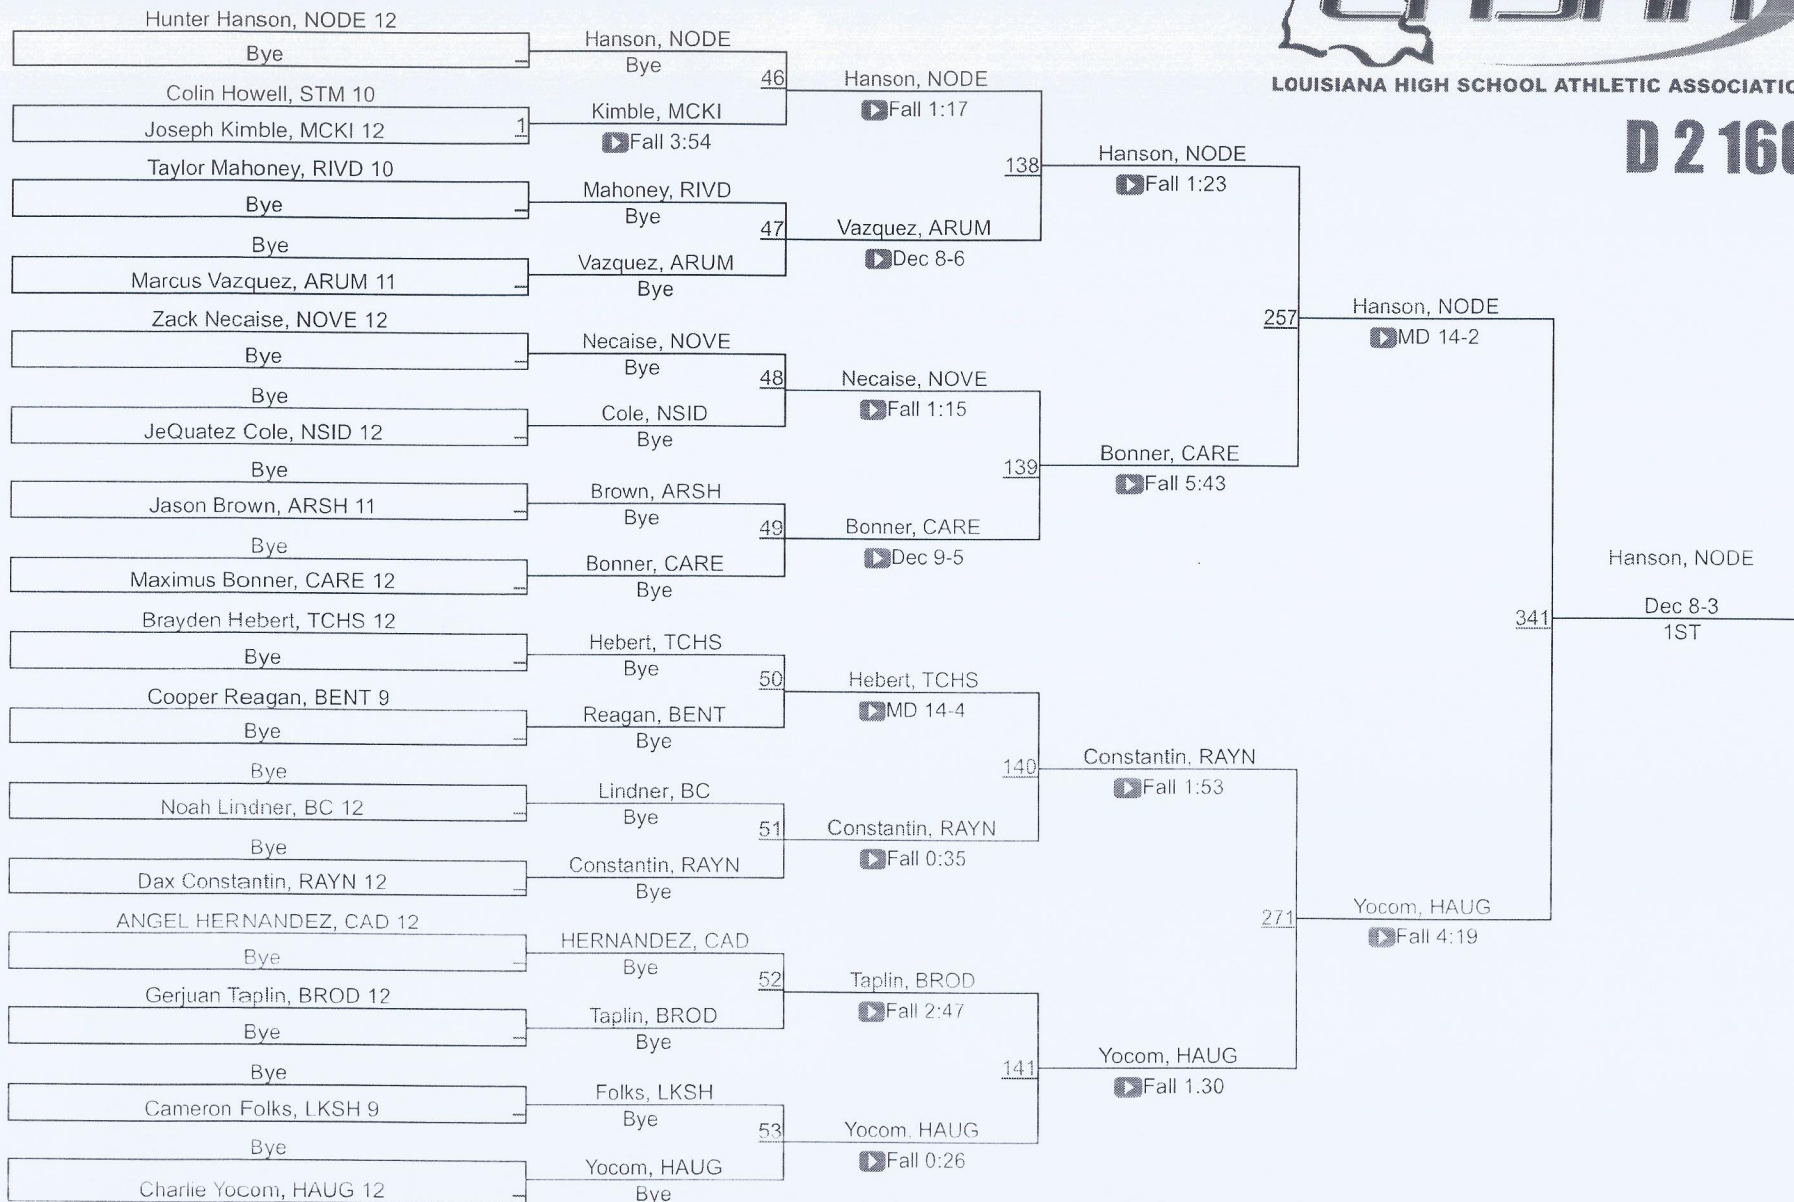 LOUISIANA HIGH SCHOOL ATHLETIC ASSOCIATIO
D 2 160
Hunter Hanson, NODE 12
Bye
Colin Howell, STM 10
1
Joseph Kimble, MCKI 12
Taylor Mahoney, RIVD 10
Bye
Bye
Marcus Vazquez, ARUM 11
Zack Necaise, NOVE 12
Bye
Bye
JeQuatez Cole, NSID 12
Bye
Jason Brown, ARSH 11
Bye
Maximus Bonner, CARE 12
Brayden Hebert, TCHS 12
Bye
Cooper Reagan, BENT 9
Bye
Bye
Noah Lindner, BC 12
Bye
Dax Constantin, RAYN 12
ANGEL HERNANDEZ, CAD 12
Bye
Gerjuan Taplin, BROD 12
Bye
Bye
Cameron Folks, LKSH 9
Bye
Charlie Yocom, HAUG 12
Hanson, NODE
Bye
46
Kimble, MCKI
Fall 3:54
Mahoney, RIVD
Bye
47
Vazquez, ARUM
Bye
Necaise, NOVE
Bye
48
Cole, NSID
Bye
Brown, ARSH
Bye
49
Bonner, CARE
Bye
Hebert, TCHS
Bye
50
Reagan, BENT
Bye
Lindner, BC
Bye
51
Constantin, RAYN
Bye
HERNANDEZ, CAD
Bye
52
Taplin, BROD
Bye
Folks, LKSH
Bye
53
Yocom, HAUG
Bye
Hanson, NODE
Fall 1:17
138
Vazquez, ARUM
Dec 8-6
Necaise, NOVE
Fall 1:15
139
Bonner, CARE
Dec 9-5
Hebert, TCHS
MD 14-4
140
Constantin, RAYN
Fall 0:35
Taplin, BROD
Fall 2:47
141
Yocom, HAUG
Fall 0:26
Hanson, NODE
Fall 1:23
257
Bonner, CARE
Fall 5:43
Constantin, RAYN
Fall 1:53
271
Yocom, HAUG
Fall 1:30
Hanson, NODE
MD 14-2
341
Yocom, HAUG
Fall 4:19
Hanson, NODE
Dec 8-3
1ST